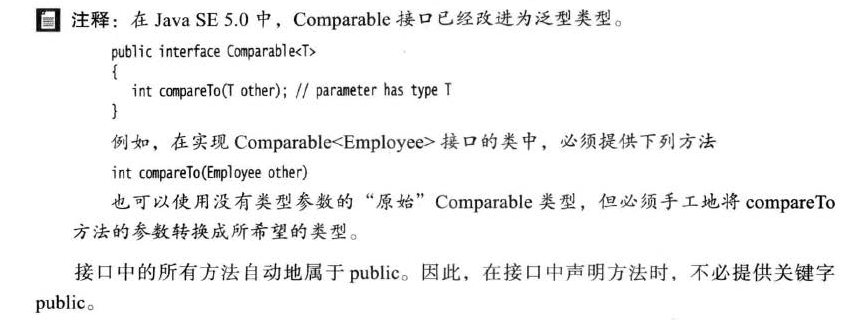 注释：在 Java SE 5.0 中，Comparable 接口已经改进为泛型类型。
public interface Comparable<T>
{
int compareTo(T other); // parameter has type T
}
例如，在实现 Comparable<Employee> 接口的类中，必须提供下列方法
int compareTo(Employee other)
也可以使用没有类型参数的“原始”Comparable 类型，但必须手工地将 compareTo
方法的参数转换成所希望的类型。
接口中的所有方法自动地属于 public。因此，在接口中声明方法时，不必提供关键字
public。